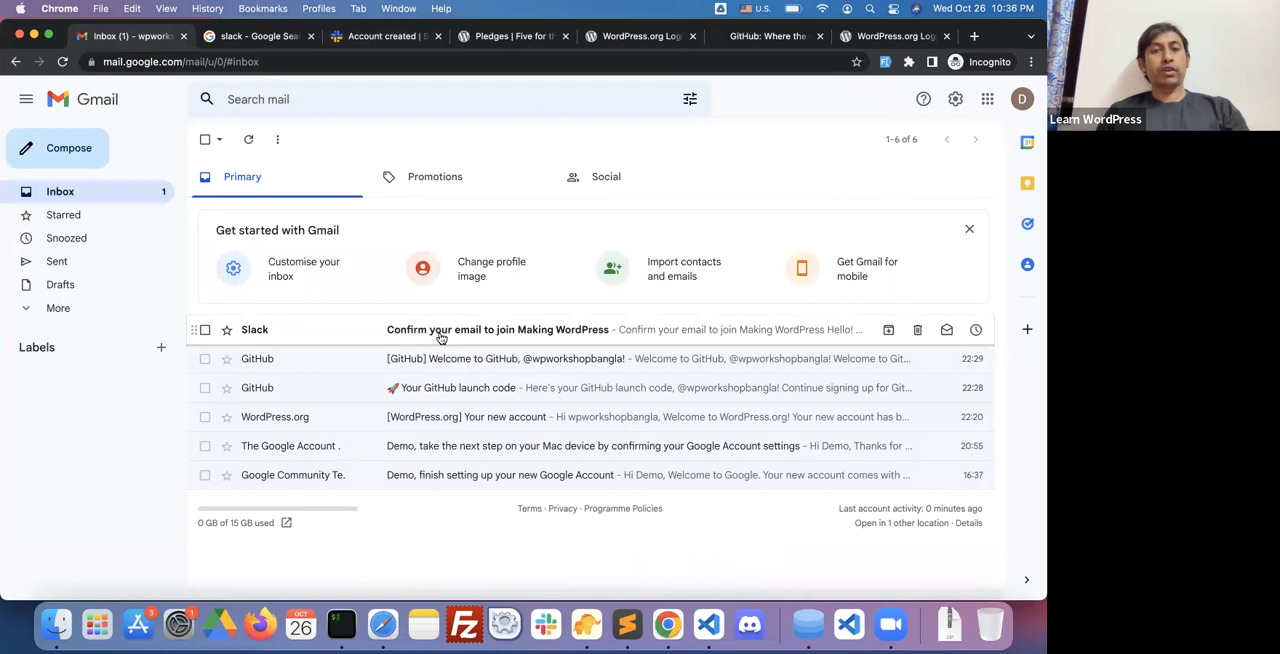 Chrome File Edit View History Bookmarks Profiles Tab Window Help U.S. Wed Oct 26 10:36 PM
Inbox (1) - wpworks slack - Google Sea Account created | S Pledges | Five for th WordPress.org Log GitHub: Where the WordPress.org Log
mail.google.com/mail/u/0/#inbox Incognito
Gmail
Search mail
D
Learn WordPress
Compose
1–6 of 6
Primary
Promotions
Social
Inbox 1
Starred
Snoozed
Sent
Drafts
More
Labels
Get started with Gmail
Customise your
inbox
Change profile
image
Import contacts
and emails
Get Gmail for
mobile
Slack Confirm your email to join Making WordPress - Confirm your email to join Making WordPress Hello! ...
GitHub [GitHub] Welcome to GitHub, @wpworkshopbangla! - Welcome to GitHub, @wpworkshopbangla! Welcome to Git... 22:29
GitHub 🚀 Your GitHub launch code - Here's your GitHub launch code, @wpworkshopbangla! Continue signing up for Git... 22:28
WordPress.org [WordPress.org] Your new account - Hi wpworkshopbangla, Welcome to WordPress.org! Your new account has b... 22:20
The Google Account . Demo, take the next step on your Mac device by confirming your Google Account settings - Hi Demo, Thanks for ... 20:55
Google Community Te. Demo, finish setting up your new Google Account - Hi Demo, Welcome to Google. Your new account comes with ... 16:37
0 GB of 15 GB used
Terms · Privacy · Programme Policies
Last account activity: 0 minutes ago
Open in 1 other location · Details
3
1
OCT
26
Fz
ZIP